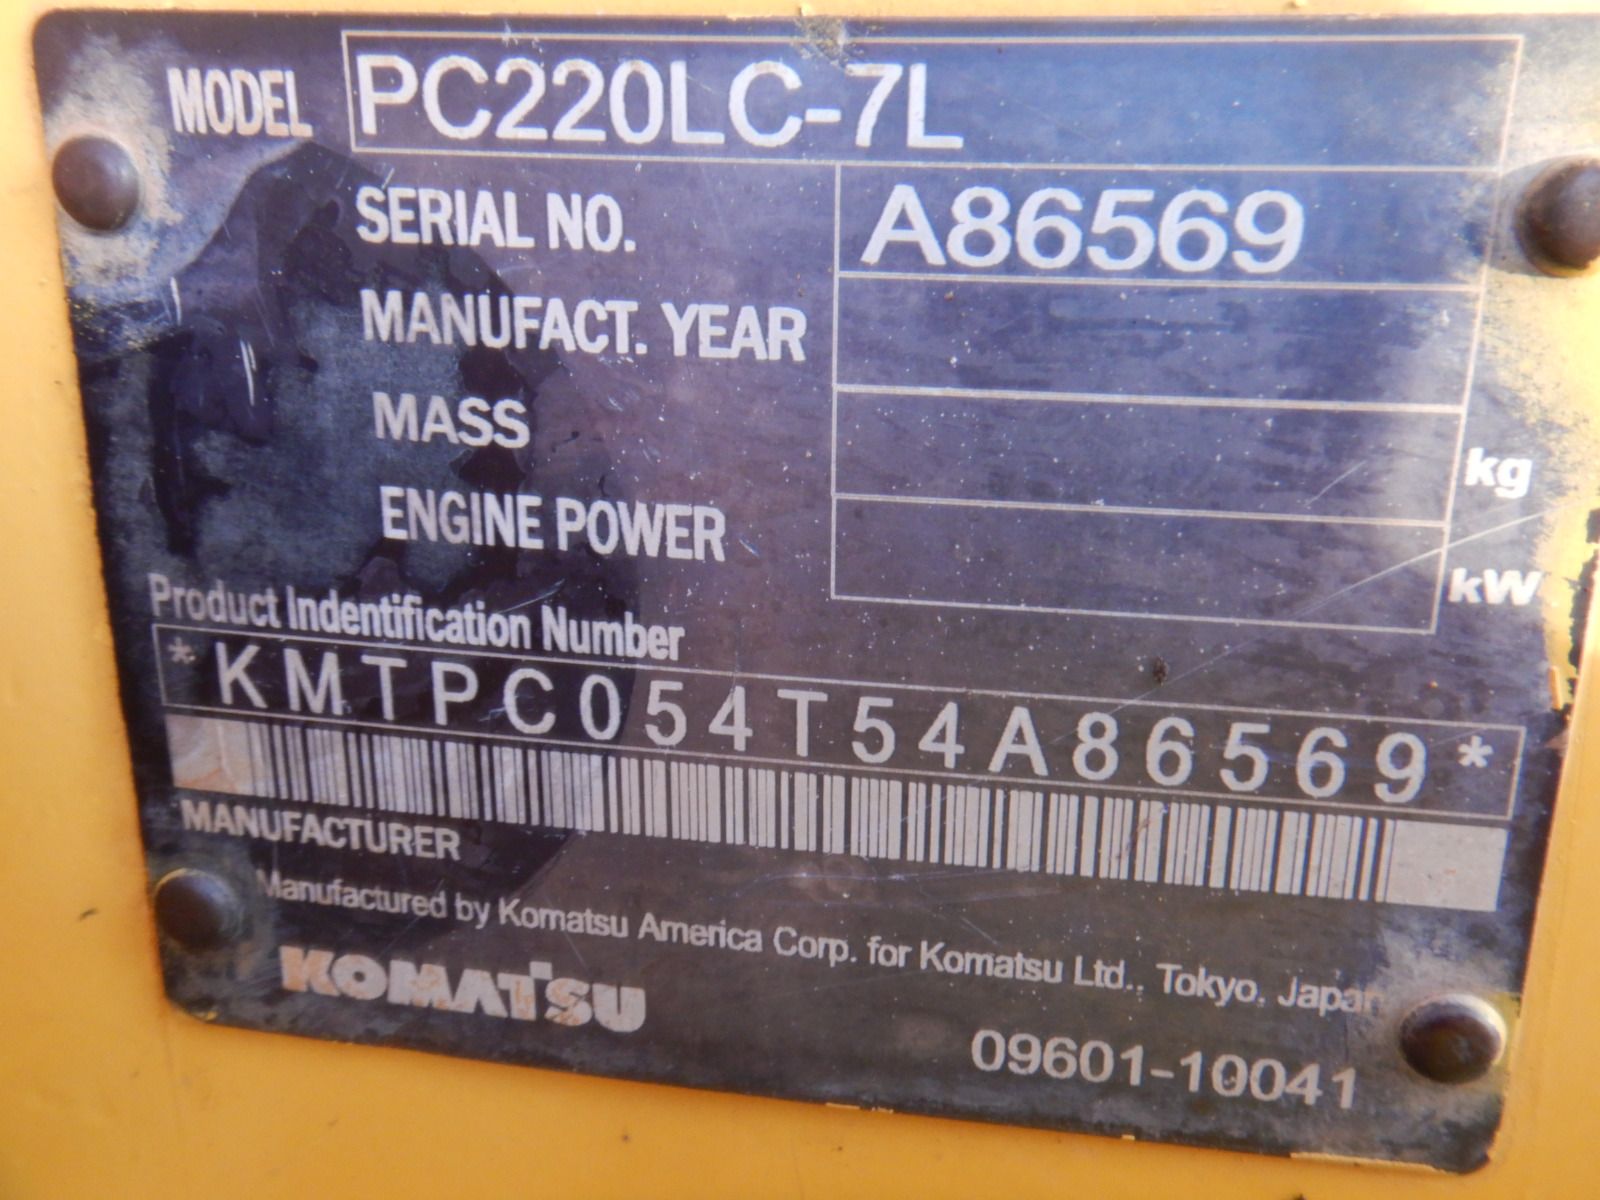 MODEL PC220LC-7L
SERIAL NO. A86569
MANUFACT. YEAR
MASS kg
ENGINE POWER kW
Product Indentification Number
*KMTPC054T54A86569*
MANUFACTURER
Manufactured by Komatsu America Corp. for Komatsu Ltd., Tokyo, Japan
KOMATSU
09601-10041